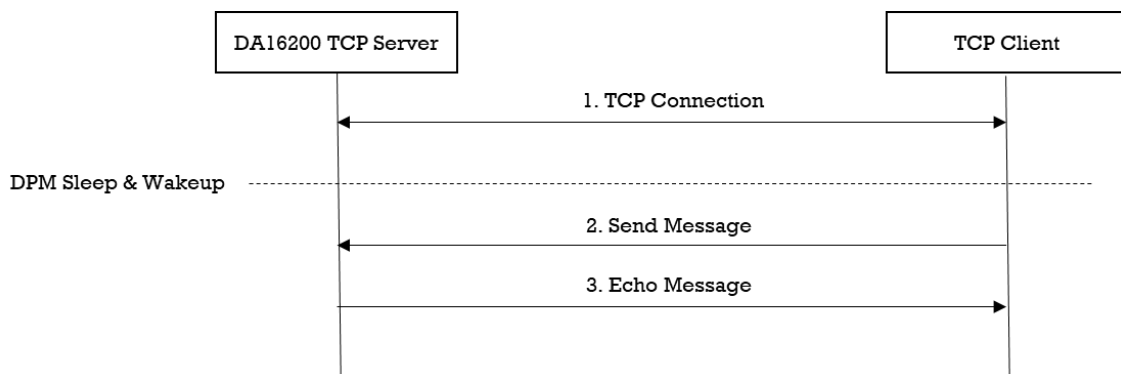 DA16200 TCP Server
TCP Client
1. TCP Connection
DPM Sleep & Wakeup
2. Send Message
3. Echo Message